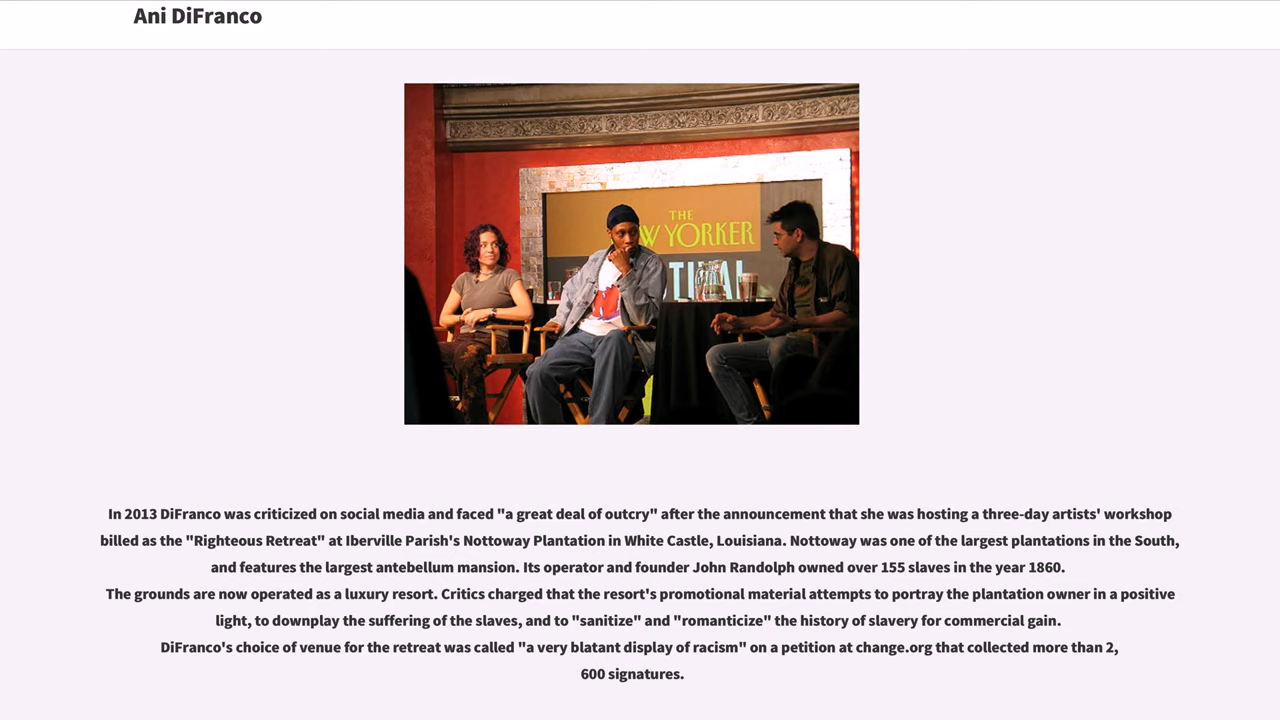 Ani DiFranco
THE
W YORKER
In 2013 DiFranco was criticized on social media and faced "a great deal of outcry" after the announcement that she was hosting a three-day artists' workshop
billed as the "Righteous Retreat" at Iberville Parish's Nottoway Plantation in White Castle, Louisiana. Nottoway was one of the largest plantations in the South,
and features the largest antebellum mansion. Its operator and founder John Randolph owned over 155 slaves in the year 1860.
The grounds are now operated as a luxury resort. Critics charged that the resort's promotional material attempts to portray the plantation owner in a positive
light, to downplay the suffering of the slaves, and to "sanitize" and "romanticize" the history of slavery for commercial gain.
DiFranco's choice of venue for the retreat was called "a very blatant display of racism" on a petition at change.org that collected more than 2,
600 signatures.